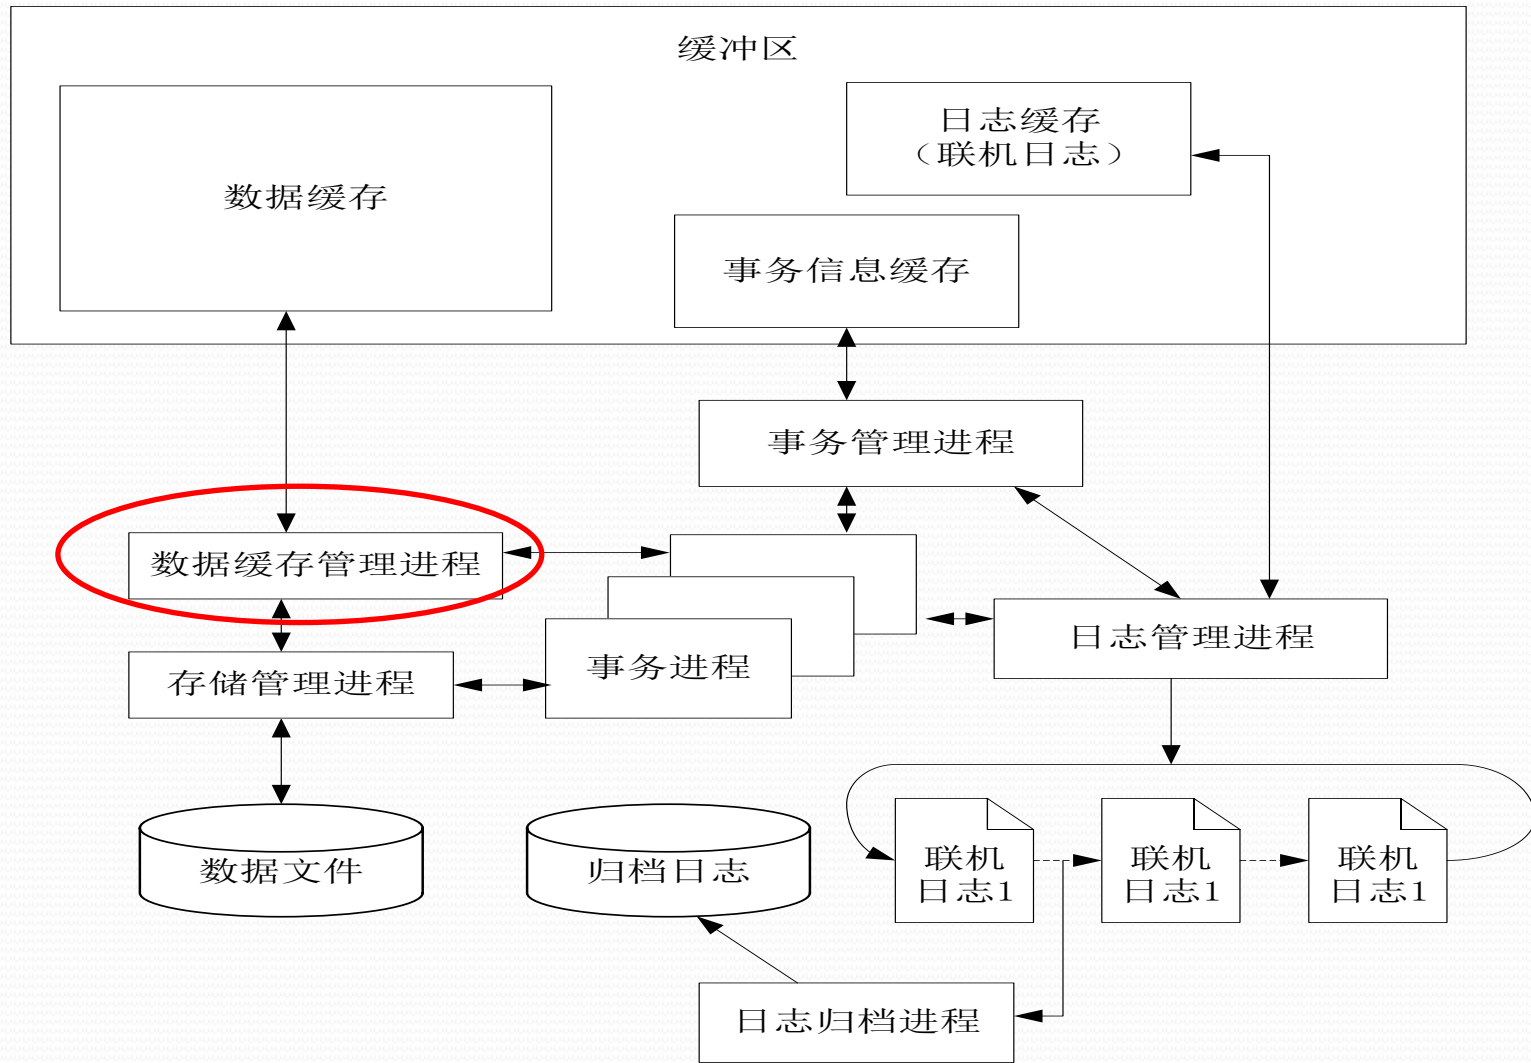 缓冲区
日志缓存
（联机日志）
数据缓存
事务信息缓存
事务管理进程
数据缓存管理进程
日志管理进程
事务进程
存储管理进程
联机
日志1
联机
日志1
联机
日志1
数据文件
归档日志
日志归档进程